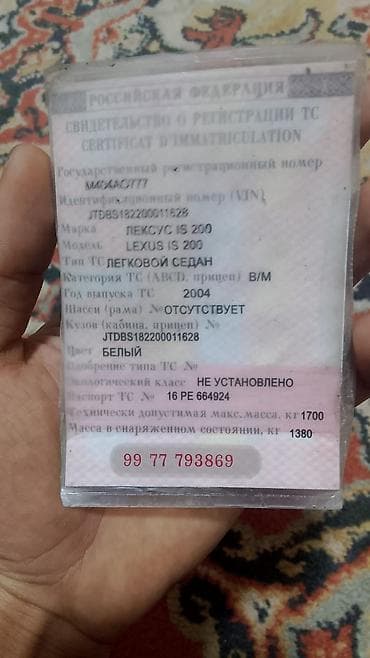 РОССИЙСКАЯ ФЕДЕРАЦИЯ
СВИДЕТЕЛЬСТВО О РЕГИСТРАЦИИ ТС
CERTIFICAT D'IMMATRICULATION
Государственный регистрационный номер
М404АО777
Идентификационный номер (VIN)
JTDBS182200011628
Марка ЛЕКСУС IS 200
Модель LEXUS IS 200
Тип ТС ЛЕГКОВОЙ СЕДАН
Категория ТС (ABCD, прицеп) B/M
Год выпуска ТС 2004
Шасси (рама) № ОТСУТСТВУЕТ
Кузов (кабина, прицеп) №
JTDBS182200011628
Цвет БЕЛЫЙ
Одобрение типа ТС №
Экологический класс НЕ УСТАНОВЛЕНО
Паспорт ТС № 16 РЕ 664924
Технически допустимая макс. масса, кг 1700
Масса в снаряженном состоянии, кг 1380
99 77 793869